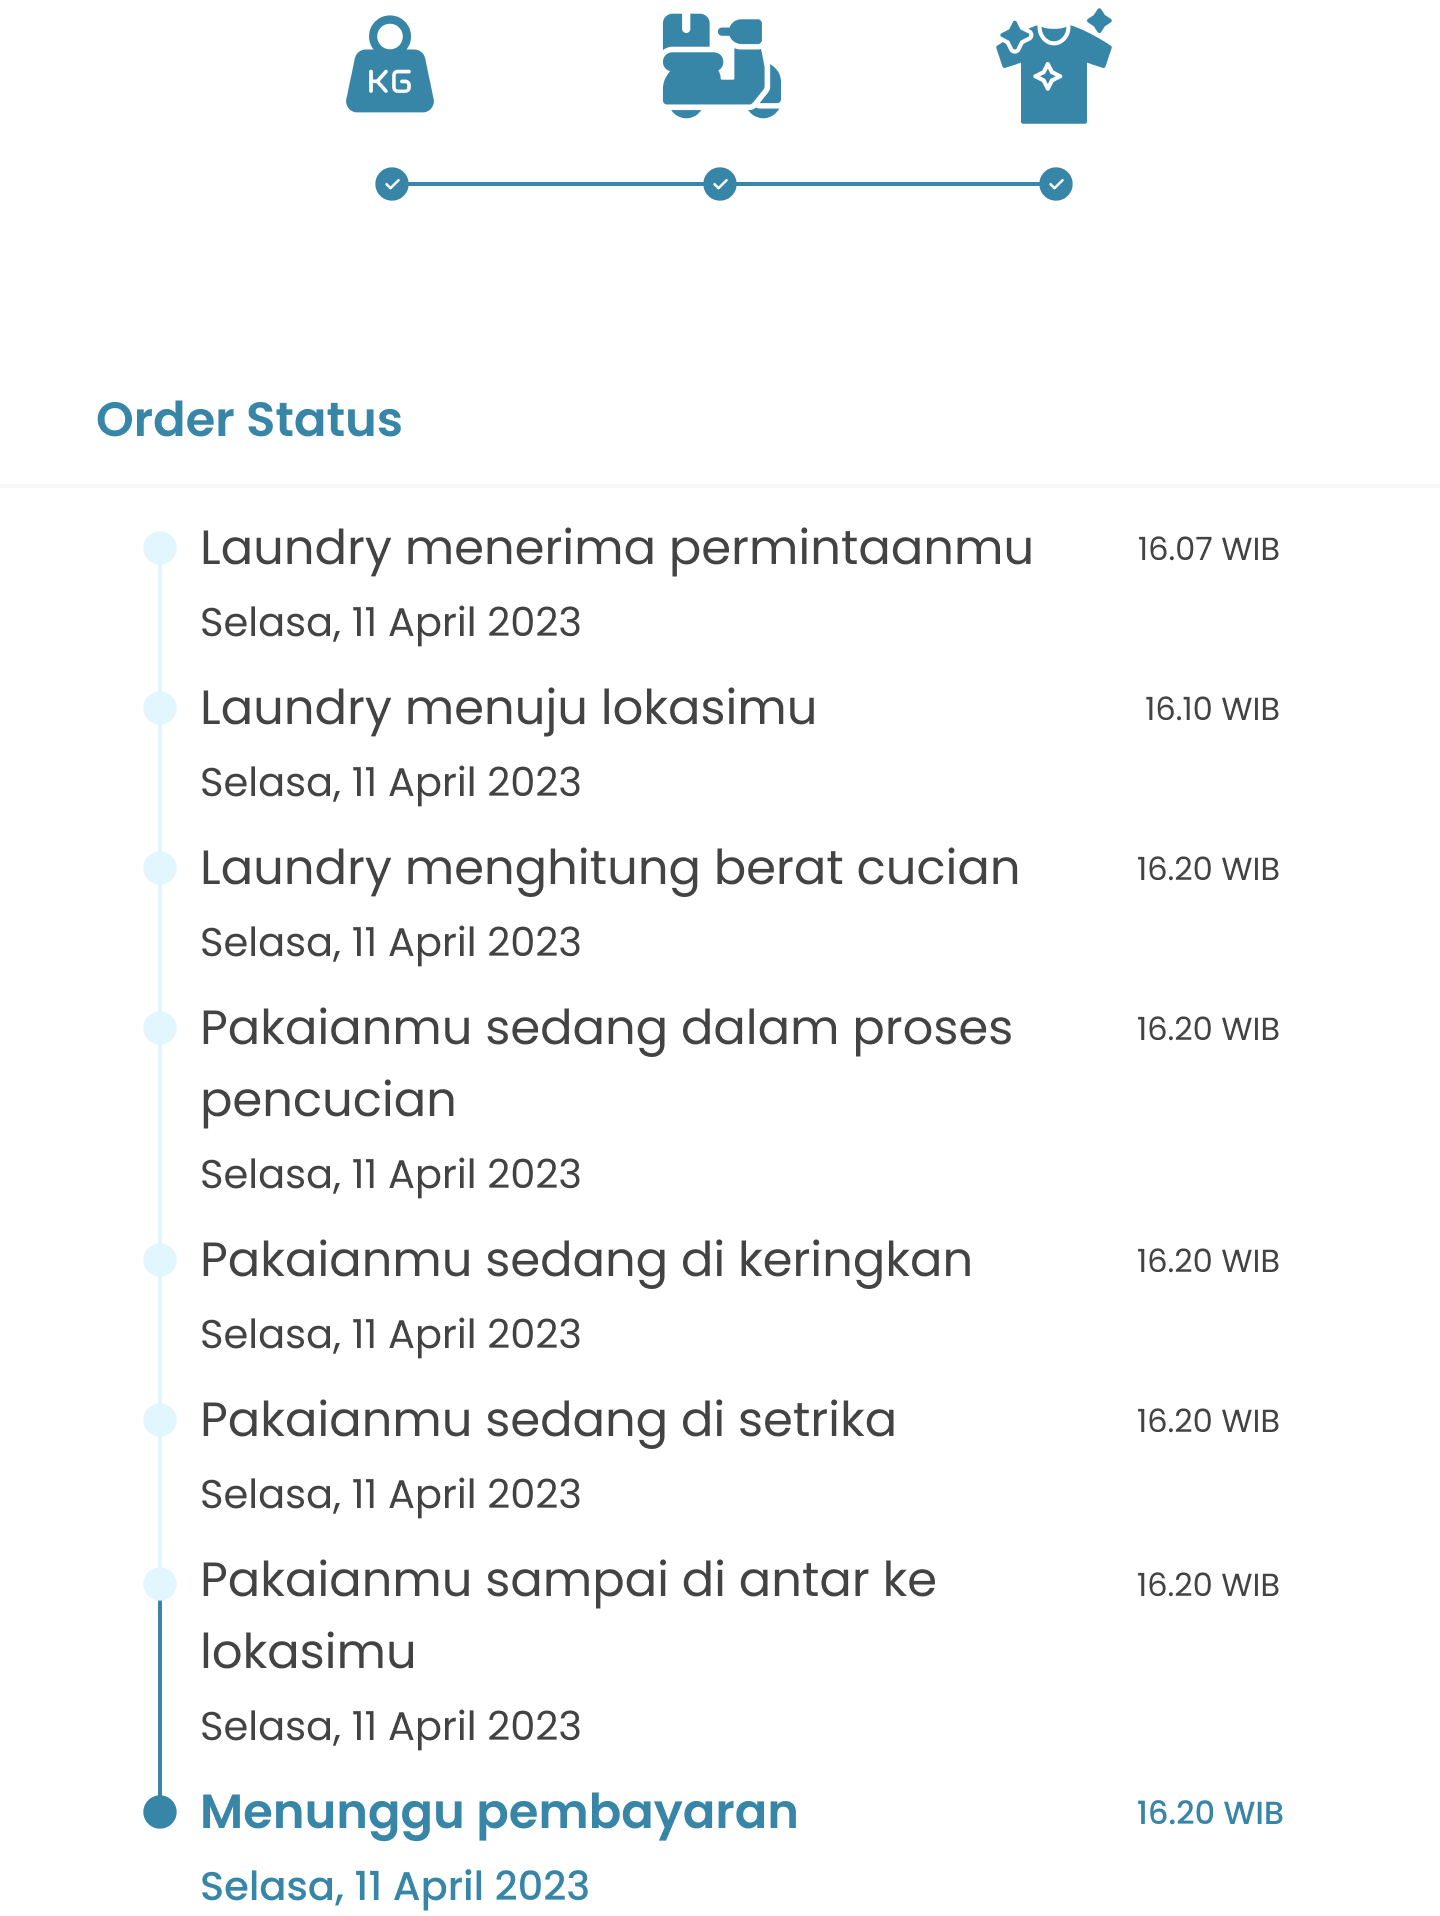 KG
Order Status
Laundry menerima permintaanmu 16.07 WIB
Selasa, 11 April 2023
Laundry menuju lokasimu 16.10 WIB
Selasa, 11 April 2023
Laundry menghitung berat cucian 16.20 WIB
Selasa, 11 April 2023
Pakaianmu sedang dalam proses 16.20 WIB
pencucian
Selasa, 11 April 2023
Pakaianmu sedang di keringkan 16.20 WIB
Selasa, 11 April 2023
Pakaianmu sedang di setrika 16.20 WIB
Selasa, 11 April 2023
Pakaianmu sampai di antar ke 16.20 WIB
lokasimu
Selasa, 11 April 2023
Menunggu pembayaran 16.20 WIB
Selasa, 11 April 2023